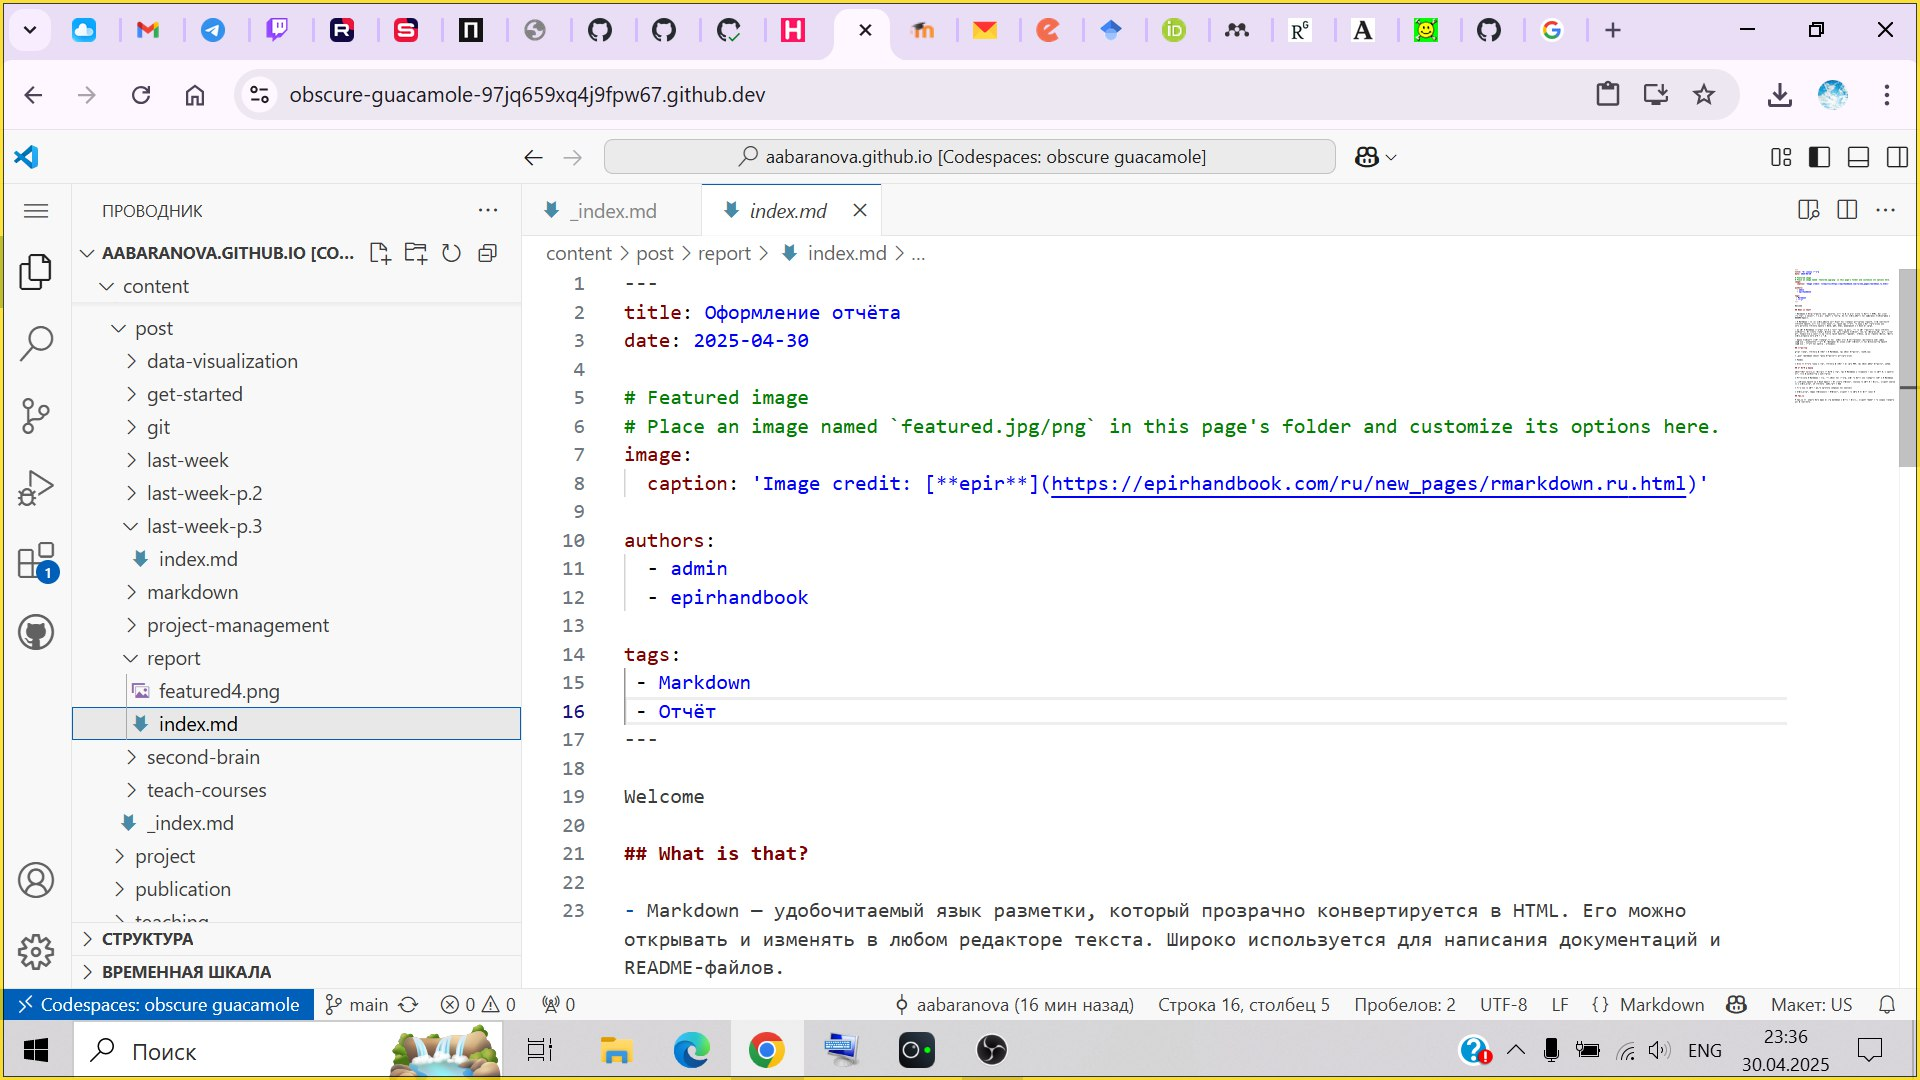 obscure-guacamole-97jq659xq4j9fpw67.github.dev
aabaranova.github.io [Codespaces: obscure guacamole]
ПРОВОДНИК
AABARANOVA.GITHUB.IO [CO...
content
post
data-visualization
get-started
git
last-week
last-week-p.2
last-week-p.3
index.md
markdown
project-management
report
featured4.png
index.md
second-brain
teach-courses
_index.md
project
publication
teaching
СТРУКТУРА
ВРЕМЕННАЯ ШКАЛА
1
_index.md
index.md
content > post > report > index.md > ...
1 ---
2 title: Оформление отчёта
3 date: 2025-04-30
4
5 # Featured image
6 # Place an image named `featured.jpg/png` in this page's folder and customize its options here.
7 image:
8 caption: 'Image credit: [**epir**](https://epirhandbook.com/ru/new_pages/rmarkdown.ru.html)'
9
10 authors:
11 - admin
12 - epirhandbook
13
14 tags:
15 - Markdown
16 - Отчёт
17 ---
18
19 Welcome
20
21 ## What is that?
22
23 - Markdown — удобочитаемый язык разметки, который прозрачно конвертируется в HTML. Его можно
открывать и изменять в любом редакторе текста. Широко используется для написания документаций и
README-файлов.
Codespaces: obscure guacamole main 0 0 0 aabaranova (16 мин назад) Строка 16, столбец 5 Пробелов: 2 UTF-8 LF {} Markdown Макет: US
Поиск
ENG
23:36
30.04.2025